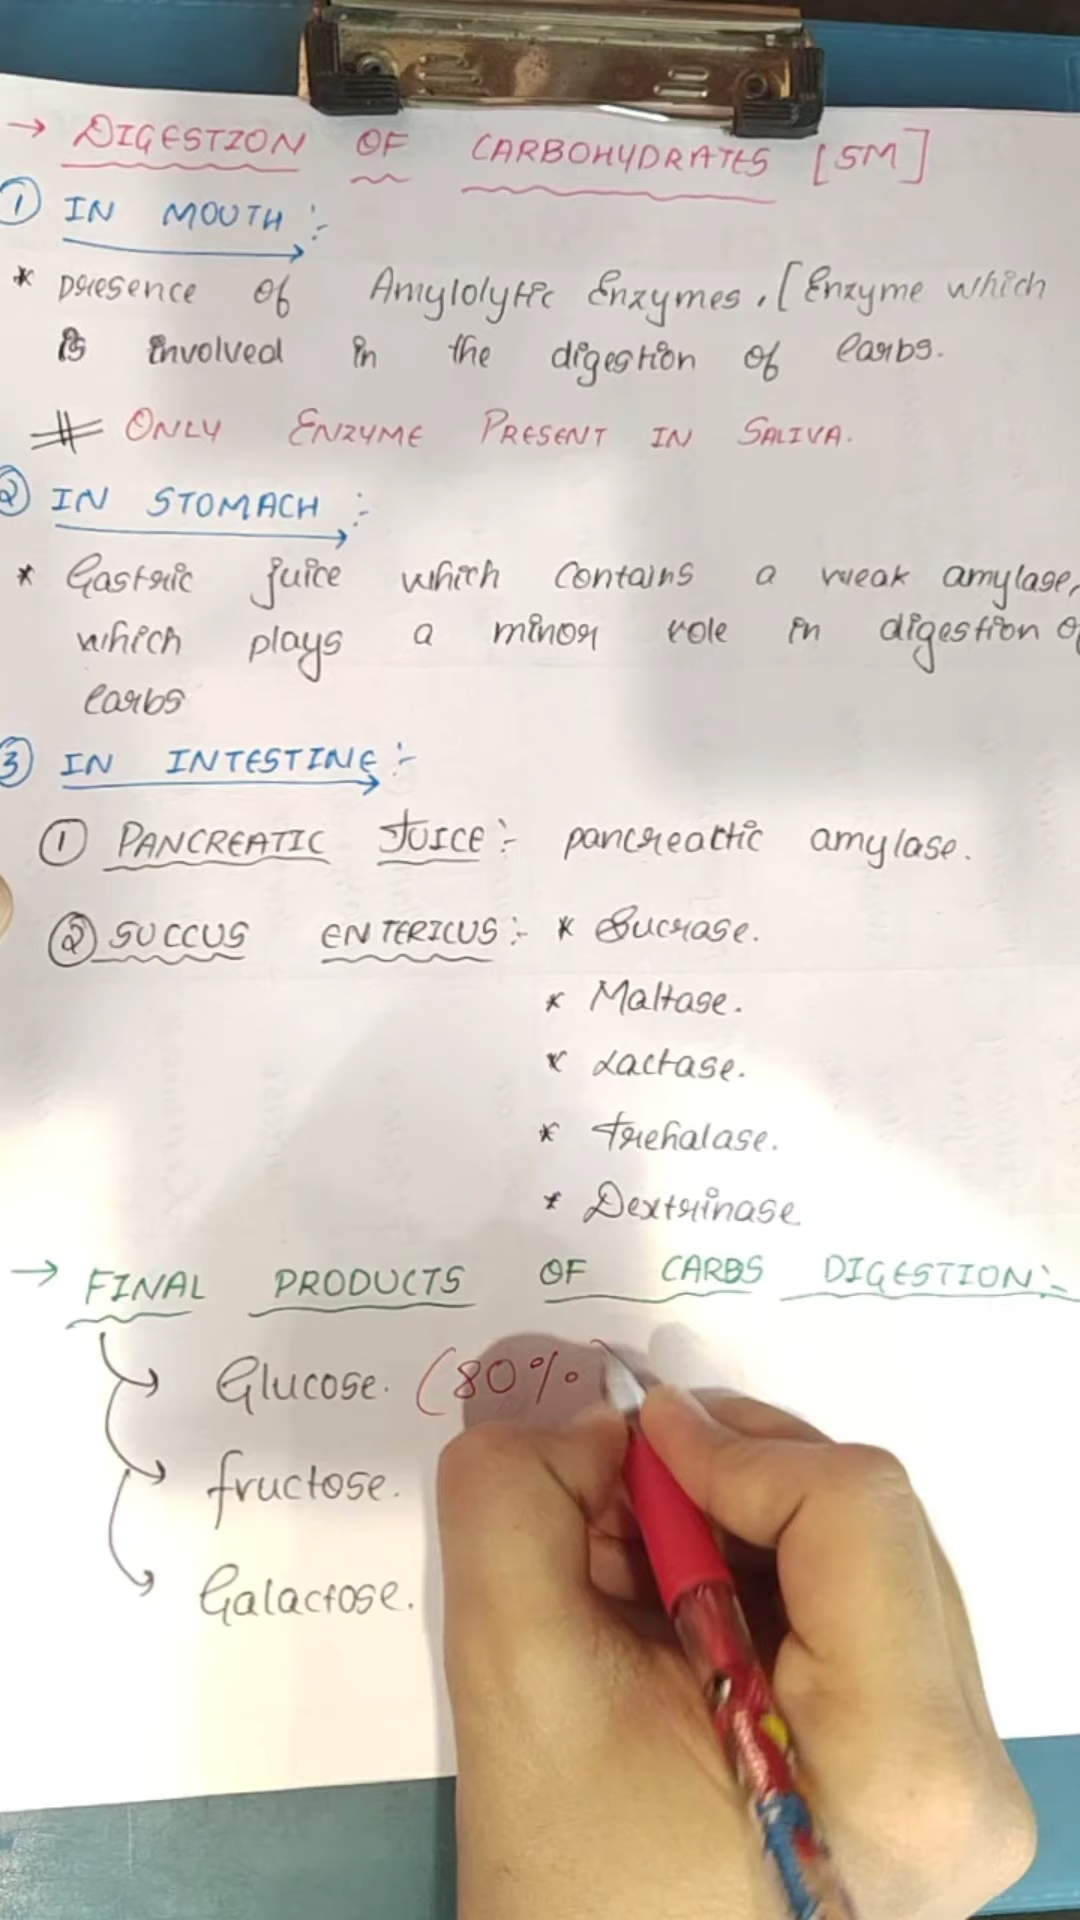 → DIGESTION OF CARBOHYDRATES [5M]
① IN MOUTH :-
* presence of Amylolytic Enzymes. [Enzyme which
is involved in the digestion of carbs.
# ONLY ENZYME PRESENT IN SALIVA.
② IN STOMACH :-
* Gastric juice which contains a weak amylase,
which plays a minor role in digestion of
carbs
③ IN INTESTINE :-
① PANCREATIC JUICE :- pancreattic amylase.
② SUCCUS ENTERICUS :- * Sucrase.
* Maltase.
* Lactase.
* Trehalase.
* Dextrinase
→ FINAL PRODUCTS OF CARBS DIGESTION :-
Glucose. (80%)
fructose.
Galactose.